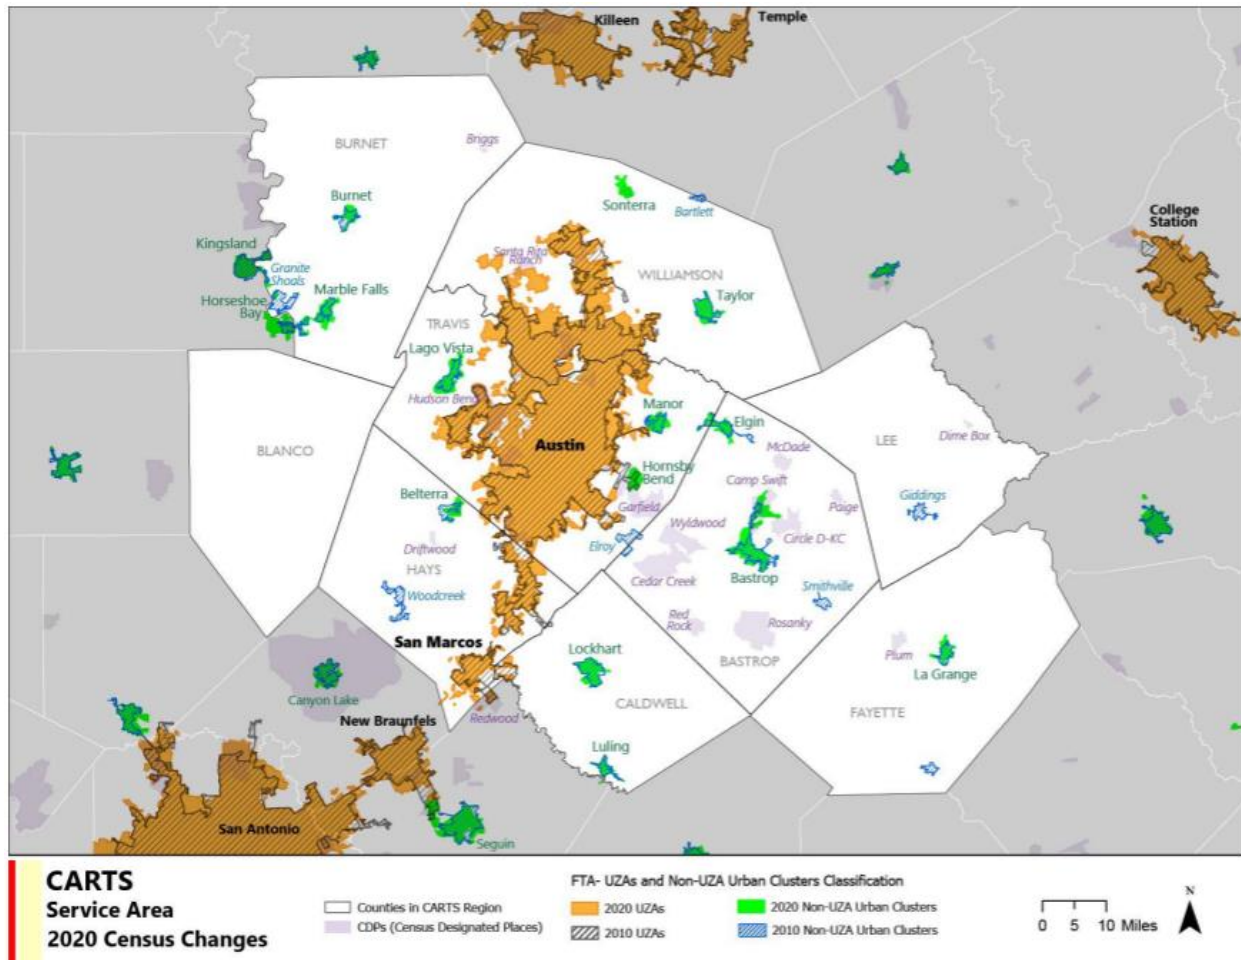 Killeen
Temple
BURNET
Briggs
Burnet
Sonterra
Bartlett
College
Station
Kingsland
Santa Rita
Ranch
Granite
Shoals
WILLIAMSON
Horseshoe
Bay
Marble Falls
Taylor
TRAVIS
Lago Vista
Hudson Bend
Manor
Elgin
LEE
Dime Box
BLANCO
Austin
McDade
Hornsby
Bend
Camp Swift
Belterra
Garfield
Paige
Giddings
Wyldwood
Driftwood
Elroy
Circle D-KC
HAYS
Cedar Creek
Bastrop
Smithville
Woodcreek
Red
Rock
Rosanky
San Marcos
Lockhart
BASTROP
Plum
La Grange
Canyon Lake
CALDWELL
FAYETTE
New Braunfels
Redwood
Luling
San Antonio
Seguin
CARTS
Service Area
2020 Census Changes
Counties in CARTS Region
CDPs (Census Designated Places)
FTA- UZAs and Non-UZA Urban Clusters Classification
2020 UZAs
2020 Non-UZA Urban Clusters
2010 UZAs
2010 Non-UZA Urban Clusters
0 5 10 Miles
N